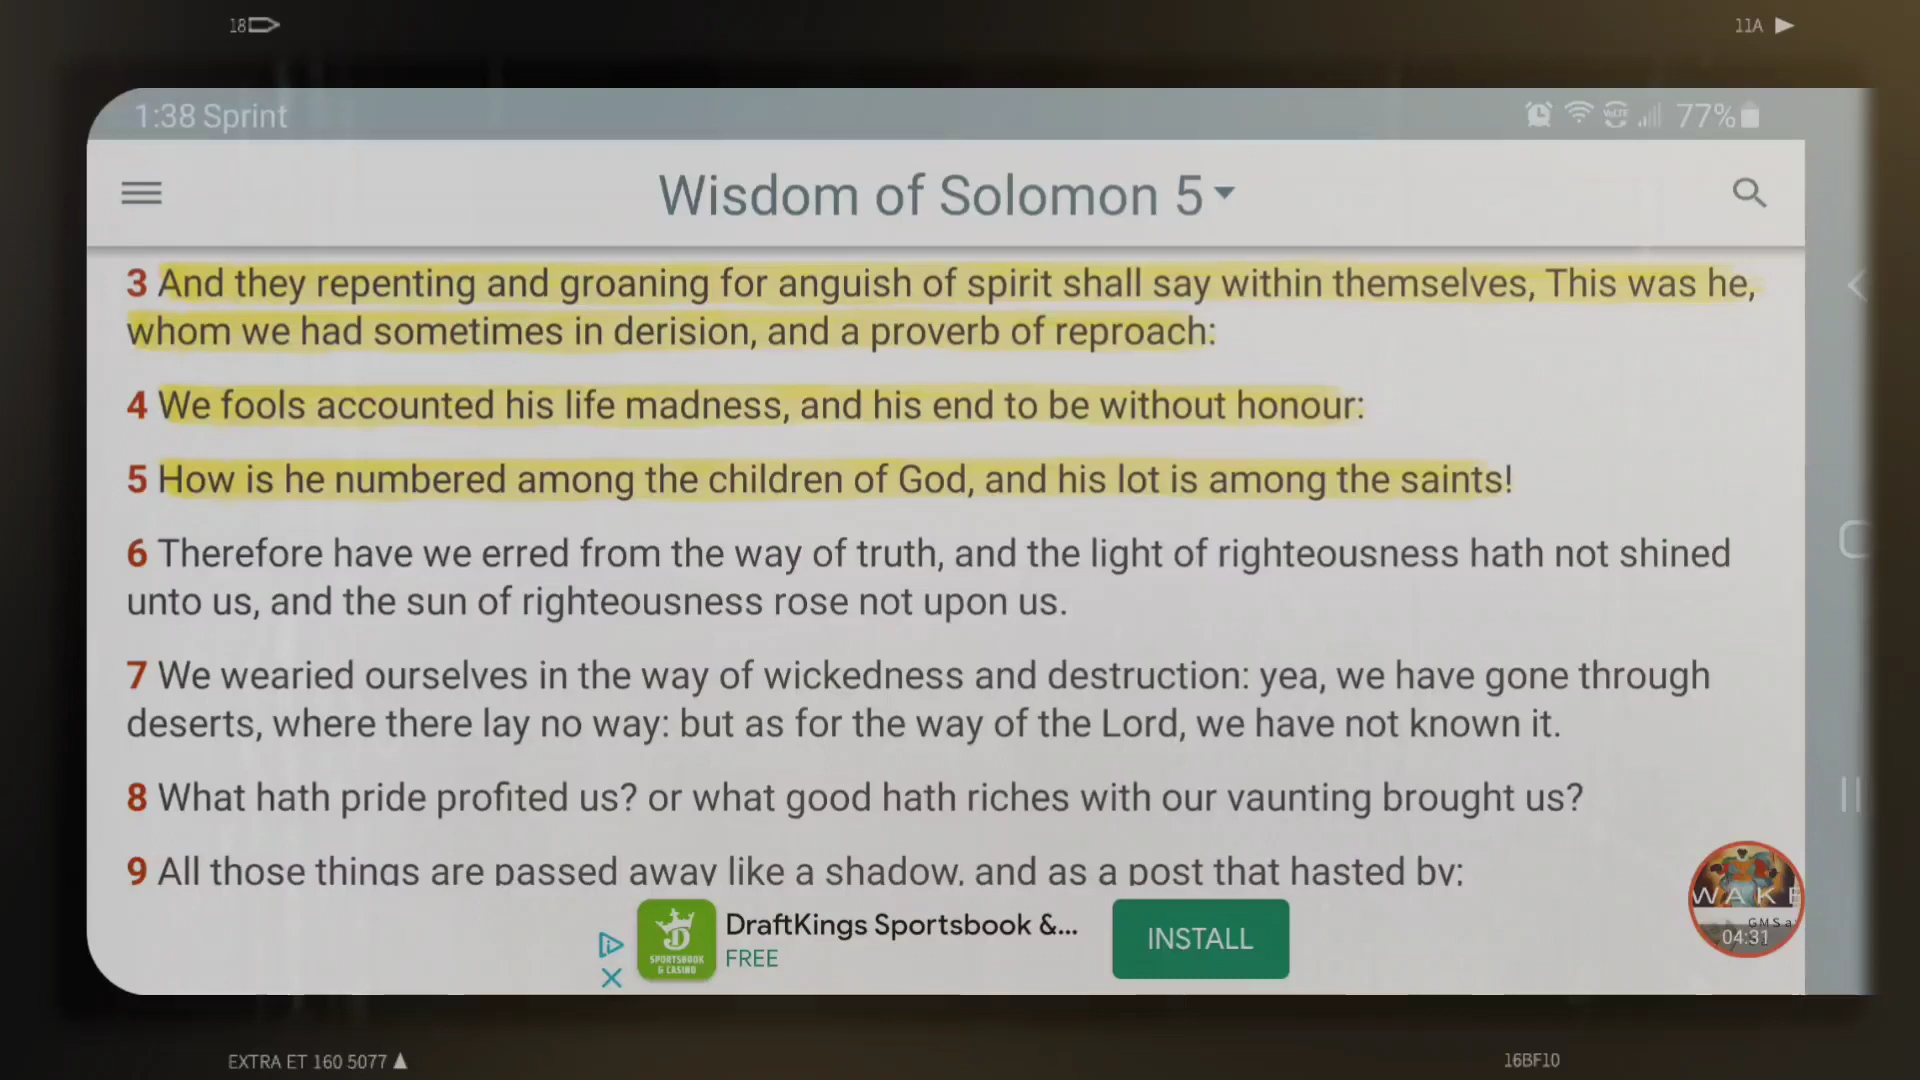 18
11A
1:38 Sprint
VoLTE
77%
Wisdom of Solomon 5
3 And they repenting and groaning for anguish of spirit shall say within themselves, This was he,
whom we had sometimes in derision, and a proverb of reproach:
4 We fools accounted his life madness, and his end to be without honour:
5 How is he numbered among the children of God, and his lot is among the saints!
6 Therefore have we erred from the way of truth, and the light of righteousness hath not shined
unto us, and the sun of righteousness rose not upon us.
7 We wearied ourselves in the way of wickedness and destruction: yea, we have gone through
deserts, where there lay no way: but as for the way of the Lord, we have not known it.
8 What hath pride profited us? or what good hath riches with our vaunting brought us?
9 All those things are passed away like a shadow, and as a post that hasted by;
WAKE
GMS a
04:31
SPORTSBOOK
& CASINO
DraftKings Sportsbook &...
FREE
INSTALL
EXTRA ET 160 5077
16BF10